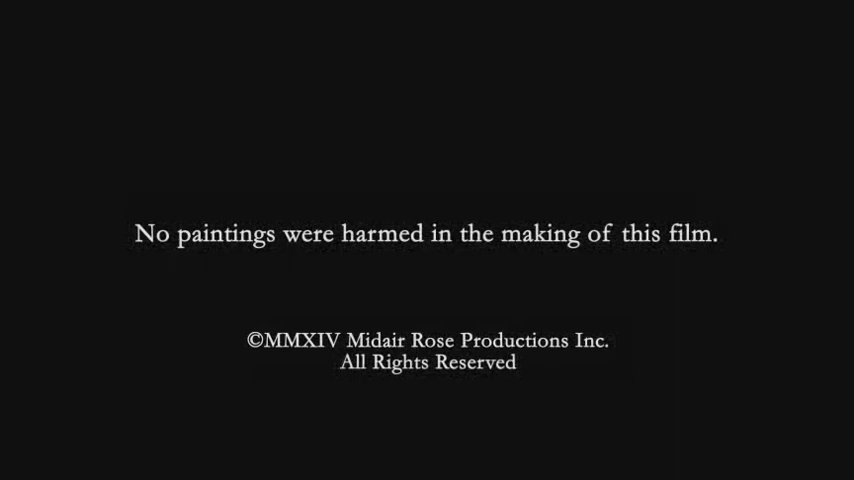 No paintings were harmed in the making of this film.
©MMXIV Midair Rose Productions Inc.
All Rights Reserved